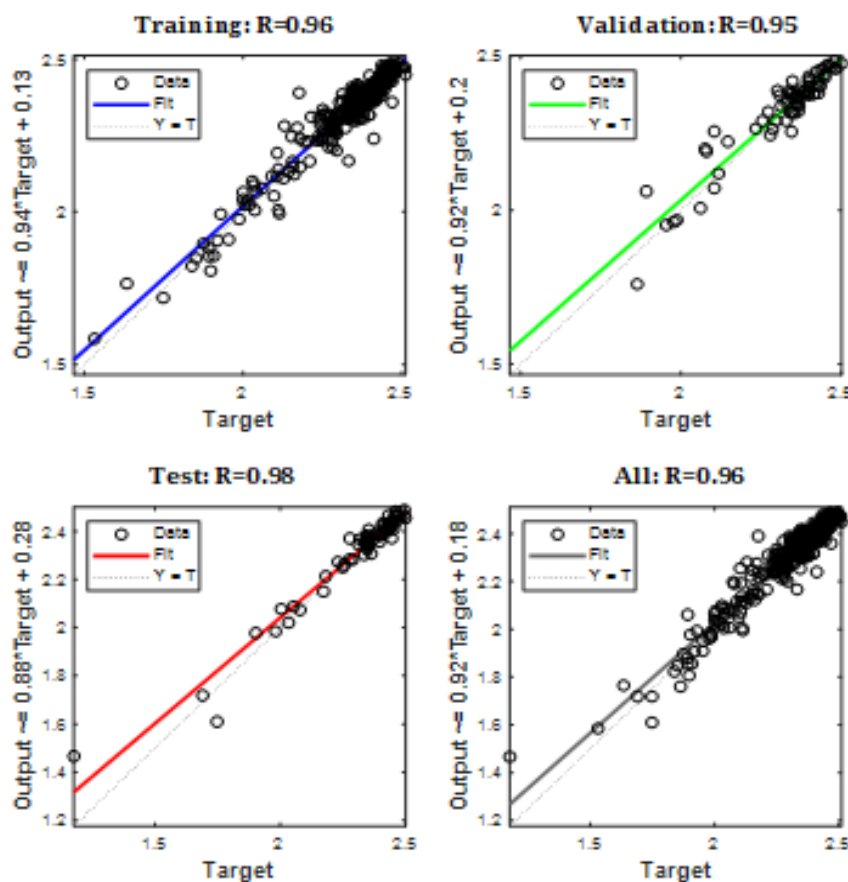 Training: R=0.96
Output ~= 0.94*Target + 0.13
2.5
2
1.5
Data
Fit
Y = T
1.5
2
2.5
Target
Validation: R=0.95
Output ~= 0.92*Target + 0.2
2.5
2
1.5
Data
Fit
Y = T
1.5
2
2.5
Target
Test: R=0.98
Output ~= 0.88*Target + 0.28
2.4
2.2
2
1.8
1.6
1.4
1.2
Data
Fit
Y = T
1.5
2
2.5
Target
All: R=0.96
Output ~= 0.92*Target + 0.18
2.4
2.2
2
1.8
1.6
1.4
1.2
Data
Fit
Y = T
1.5
2
2.5
Target